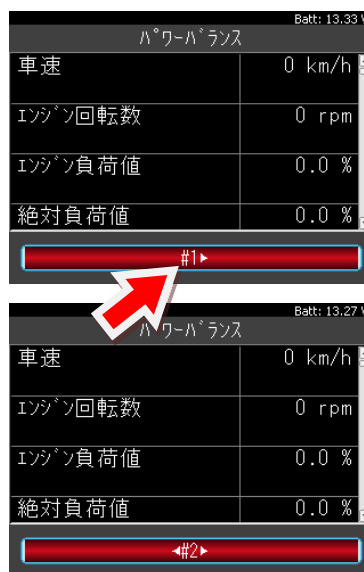 Batt: 13.33 V
ﾊﾟﾜｰﾊﾞﾗﾝｽ
車速 0 km/h
ｴﾝｼﾞﾝ回転数 0 rpm
ｴﾝｼﾞﾝ負荷値 0.0 %
絶対負荷値 0.0 %
#1▶
Batt: 13.27 V
ﾊﾟﾜｰﾊﾞﾗﾝｽ
車速 0 km/h
ｴﾝｼﾞﾝ回転数 0 rpm
ｴﾝｼﾞﾝ負荷値 0.0 %
絶対負荷値 0.0 %
◀#2▶